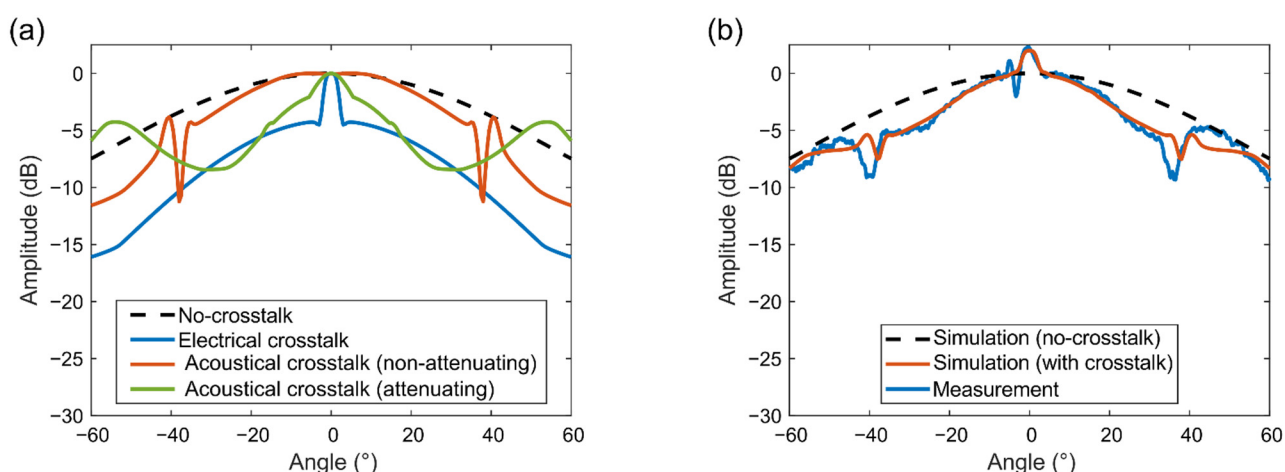 (a)
0
−5
−10
−15
−20
−25
−30
Amplitude (dB)
No-crosstalk
Electrical crosstalk
Acoustical crosstalk (non-attenuating)
Acoustical crosstalk (attenuating)
−60 −40 −20 0 20 40 60
Angle (°)
(b)
0
−5
−10
−15
−20
−25
−30
Amplitude (dB)
Simulation (no-crosstalk)
Simulation (with crosstalk)
Measurement
−60 −40 −20 0 20 40 60
Angle (°)